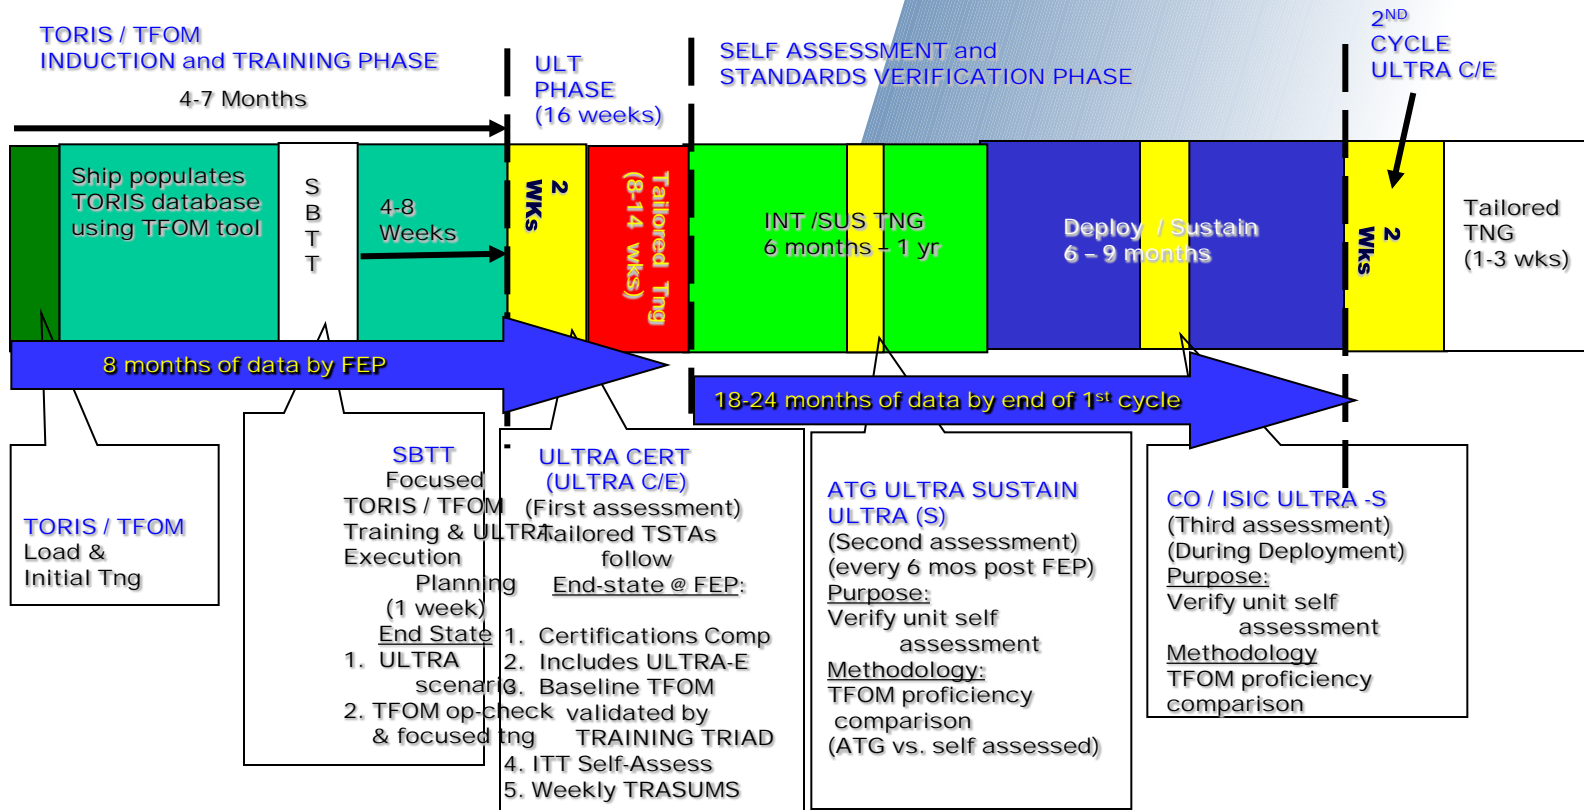 TORIS / TFOM
INDUCTION and TRAINING PHASE
4-7 Months
ULT
PHASE
(16 weeks)
SELF ASSESSMENT and
STANDARDS VERIFICATION PHASE
2ND
CYCLE
ULTRA C/E
Ship populates
TORIS database
using TFOM tool
S
B
T
T
4-8
Weeks
2
WKs
Tailored Tng
(8-14 wks)
INT /SUS TNG
6 months – 1 yr
Deploy / Sustain
6 – 9 months
2
Wks
Tailored
TNG
(1-3 wks)
8 months of data by FEP
18-24 months of data by end of 1st cycle
TORIS / TFOM
Load &
Initial Tng
SBTT
Focused
TORIS / TFOM
Training & ULTRA
Execution
Planning
(1 week)
End State
1. ULTRA
scenario
2. TFOM op-check
& focused tng
ULTRA CERT
(ULTRA C/E)
(First assessment)
Tailored TSTAs
follow
End-state @ FEP:
1. Certifications Comp
2. Includes ULTRA-E
3. Baseline TFOM
validated by
TRAINING TRIAD
4. ITT Self-Assess
5. Weekly TRASUMS
ATG ULTRA SUSTAIN
ULTRA (S)
(Second assessment)
(every 6 mos post FEP)
Purpose:
Verify unit self
assessment
Methodology:
TFOM proficiency
comparison
(ATG vs. self assessed)
CO / ISIC ULTRA -S
(Third assessment)
(During Deployment)
Purpose:
Verify unit self
assessment
Methodology
TFOM proficiency
comparison